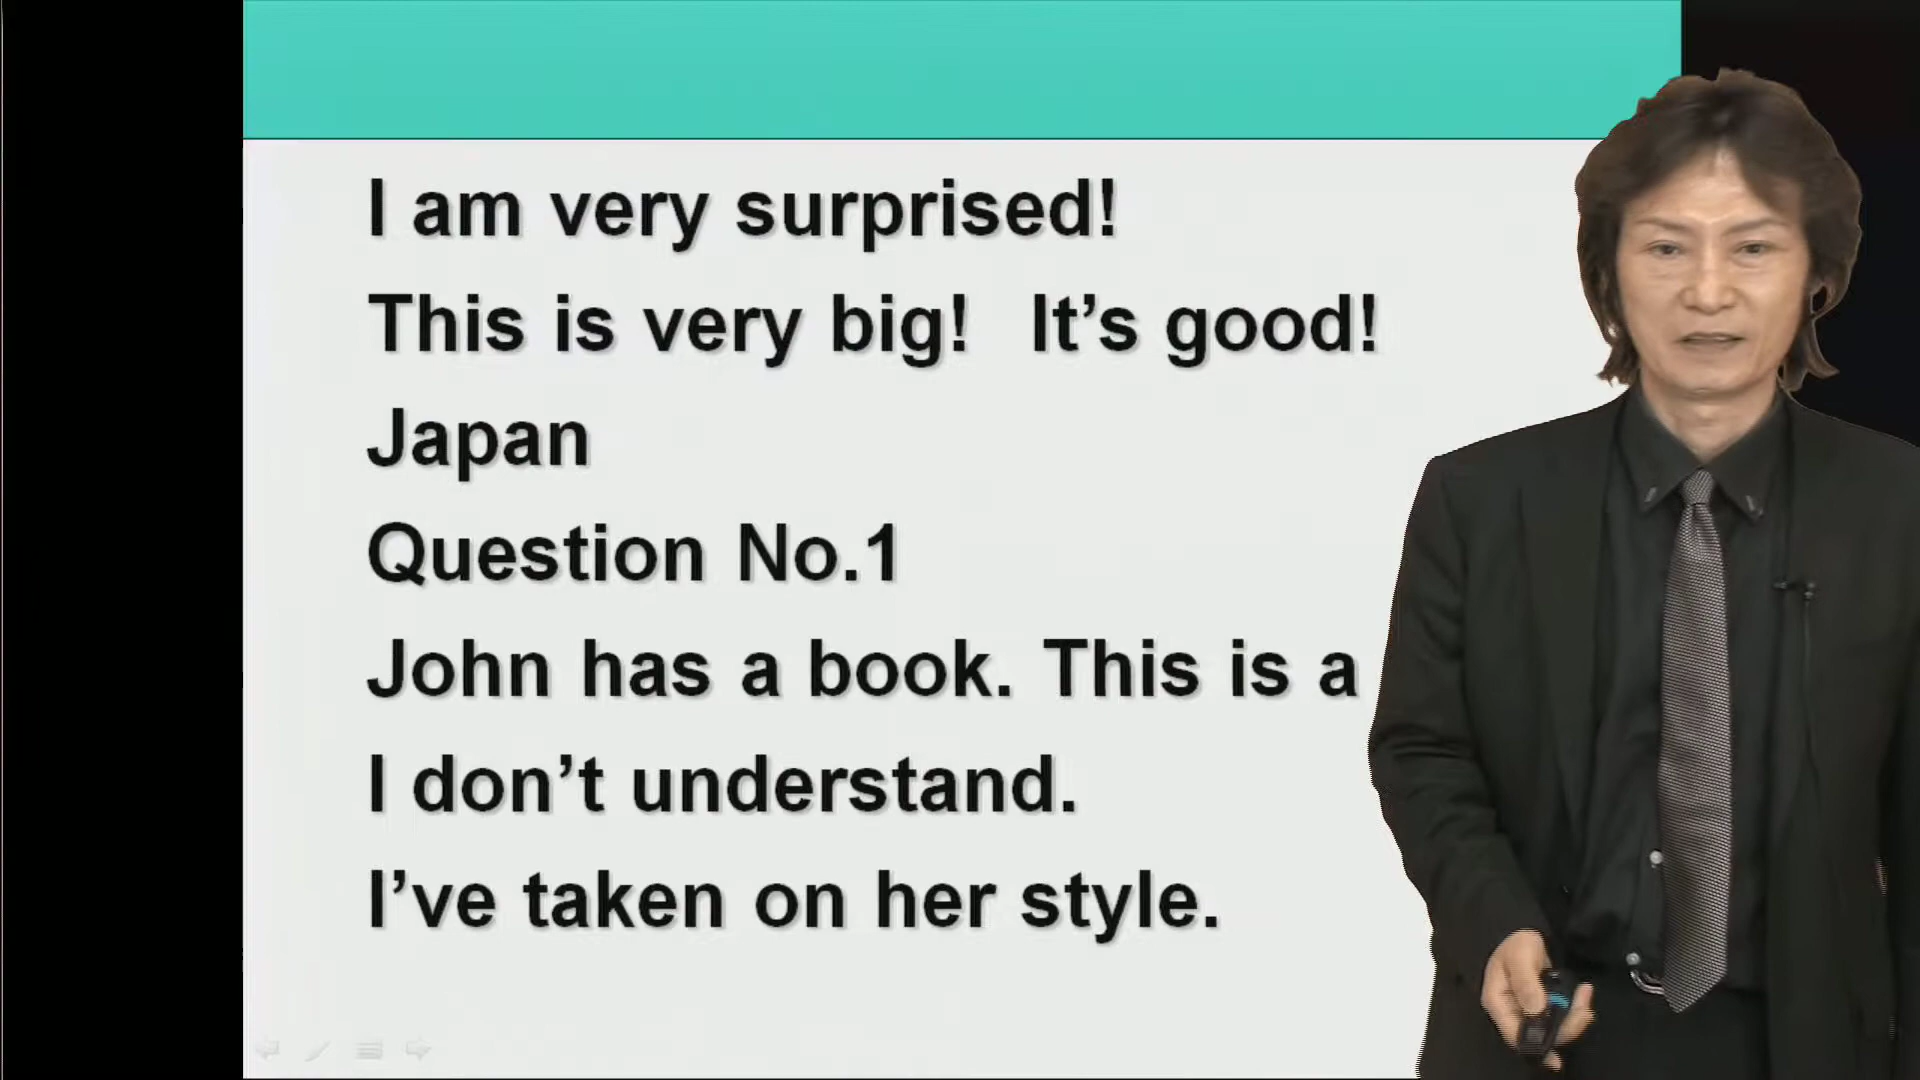 I am very surprised!
This is very big! It’s good!
Japan
Question No.1
John has a book. This is a
I don’t understand.
I’ve taken on her style.